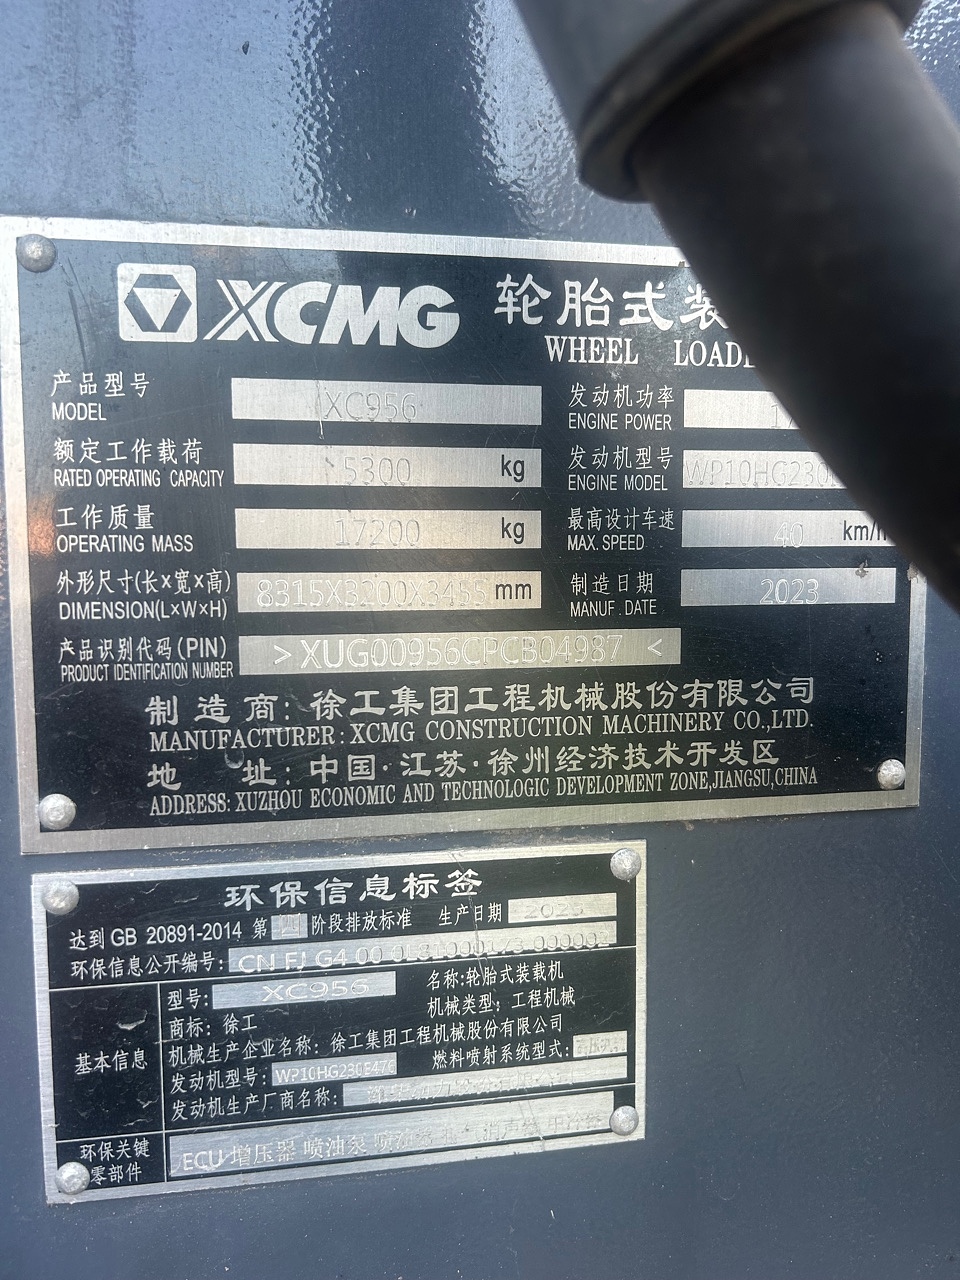 XCMG 轮胎式装
WHEEL LOAD
产品型号 MODEL XC956 发动机功率 ENGINE POWER
额定工作载荷 RATED OPERATING CAPACITY 5300 kg 发动机型号 ENGINE MODEL WP10HG230
工作质量 OPERATING MASS 17200 kg 最高设计车速 MAX. SPEED 40 km/h
外形尺寸(长×宽×高) DIMENSION(L×W×H) 8315X3200X3455 mm 制造日期 MANUF. DATE 2023
产品识别代码(PIN) PRODUCT IDENTIFICATION NUMBER >XUG00956CPCB04987<
制造商: 徐工集团工程机械股份有限公司
MANUFACTURER: XCMG CONSTRUCTION MACHINERY CO.,LTD.
地 址: 中国·江苏·徐州经济技术开发区
ADDRESS: XUZHOU ECONOMIC AND TECHNOLOGIC DEVELOPMENT ZONE,JIANGSU,CHINA
环保信息标签
达到 GB 20891-2014 第四阶段排放标准 生产日期 2023
环保信息公开编号: CN FJ G4 00
基本信息
型号: XC956 名称:轮胎式装载机
商标: 徐工 机械类型: 工程机械
机械生产企业名称: 徐工集团工程机械股份有限公司
发动机型号: WP10HG230E470 燃料喷射系统型式:
发动机生产厂商名称:
环保关键零部件 ECU 增压器 喷油泵